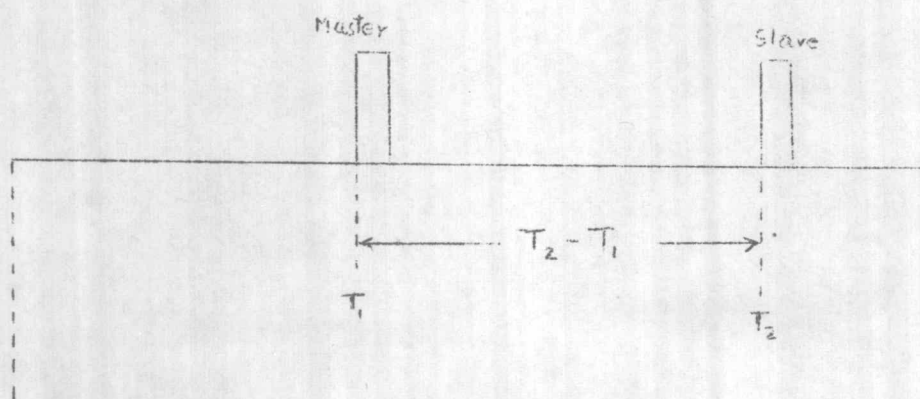 Master
Slave
T₂ - T₁
T₁
T₂